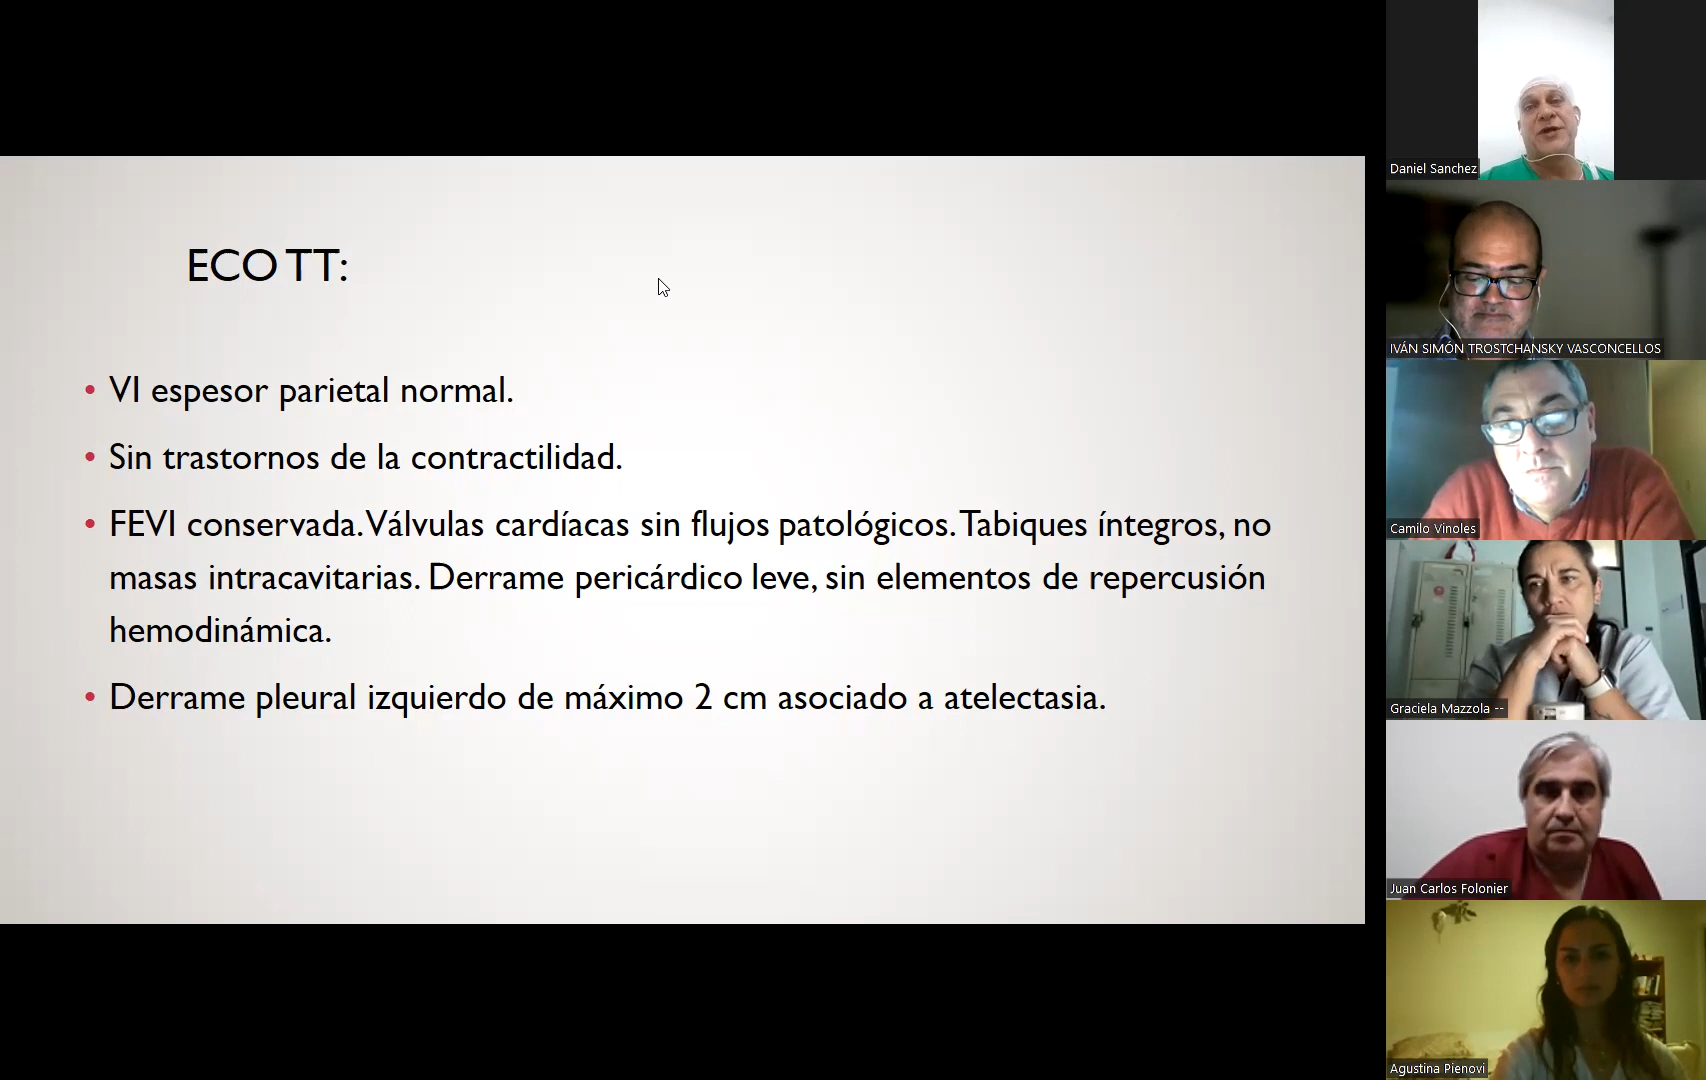 ECO TT:
• VI espesor parietal normal.
• Sin trastornos de la contractilidad.
• FEVI conservada. Válvulas cardíacas sin flujos patológicos. Tabiques íntegros, no
masas intracavitarias. Derrame pericárdico leve, sin elementos de repercusión
hemodinámica.
• Derrame pleural izquierdo de máximo 2 cm asociado a atelectasia.
Daniel Sanchez
IVÁN SIMÓN TROSTCHANSKY VASCONCELLOS
Camilo Vinoles
Graciela Mazzola --
Juan Carlos Folonier
Agustina Pienovi